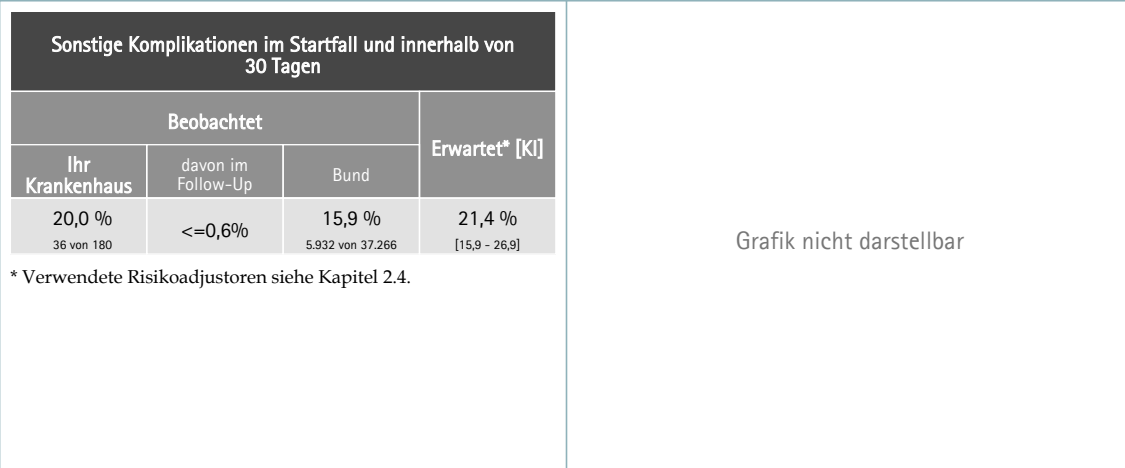 Sonstige Komplikationen im Startfall und innerhalb von
30 Tagen
Beobachtet
Erwartet* [KI]
Ihr
Krankenhaus
davon im
Follow-Up
Bund
20,0 %
36 von 180
<=0,6%
15,9 %
5.932 von 37.266
21,4 %
[15,9 - 26,9]
* Verwendete Risikoadjustoren siehe Kapitel 2.4.
Grafik nicht darstellbar